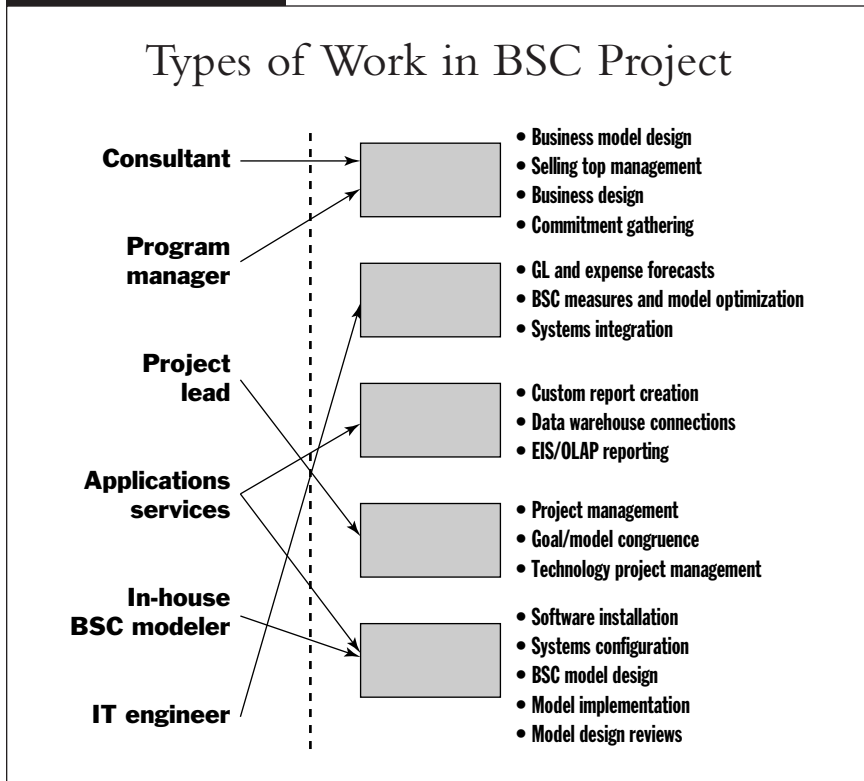 Types of Work in BSC Project
Consultant
Program
manager
Project
lead
Applications
services
In-house
BSC modeler
IT engineer
• Business model design
• Selling top management
• Business design
• Commitment gathering
• GL and expense forecasts
• BSC measures and model optimization
• Systems integration
• Custom report creation
• Data warehouse connections
• EIS/OLAP reporting
• Project management
• Goal/model congruence
• Technology project management
• Software installation
• Systems configuration
• BSC model design
• Model implementation
• Model design reviews